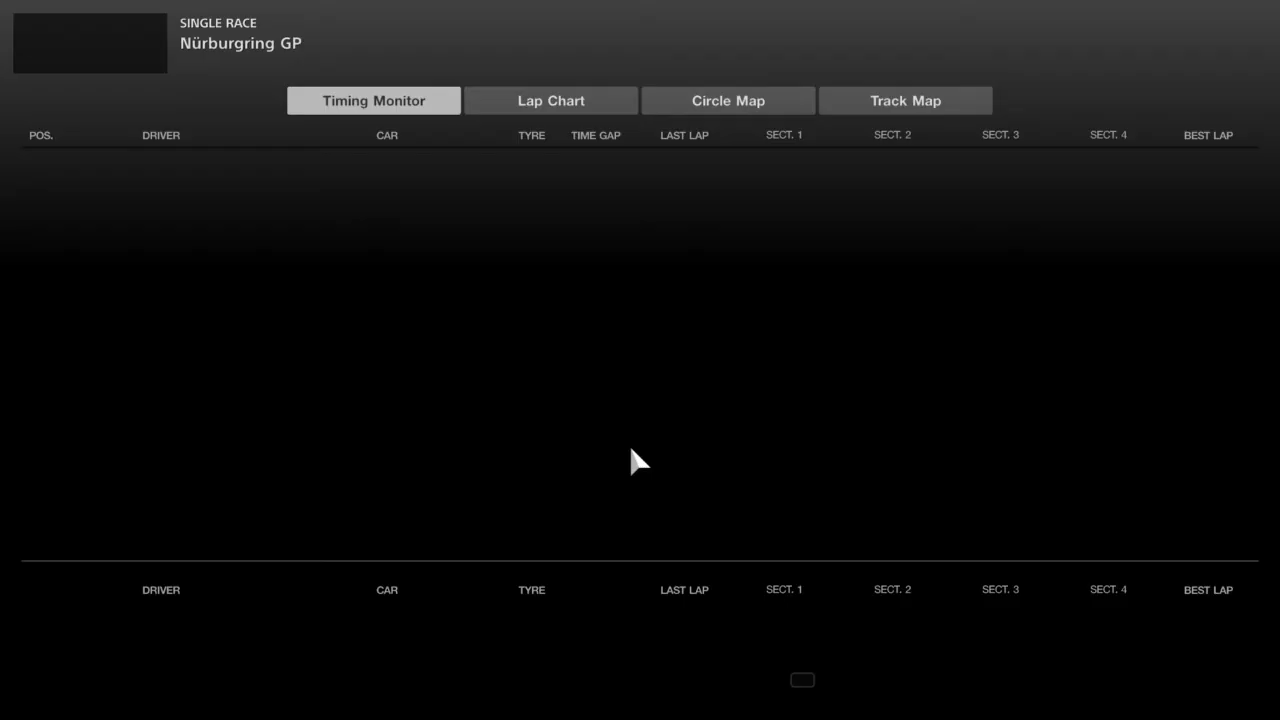 SINGLE RACE
Nürburgring GP
Timing Monitor Lap Chart Circle Map Track Map
POS. DRIVER CAR TYRE TIME GAP LAST LAP SECT. 1 SECT. 2 SECT. 3 SECT. 4 BEST LAP
DRIVER CAR TYRE LAST LAP SECT. 1 SECT. 2 SECT. 3 SECT. 4 BEST LAP